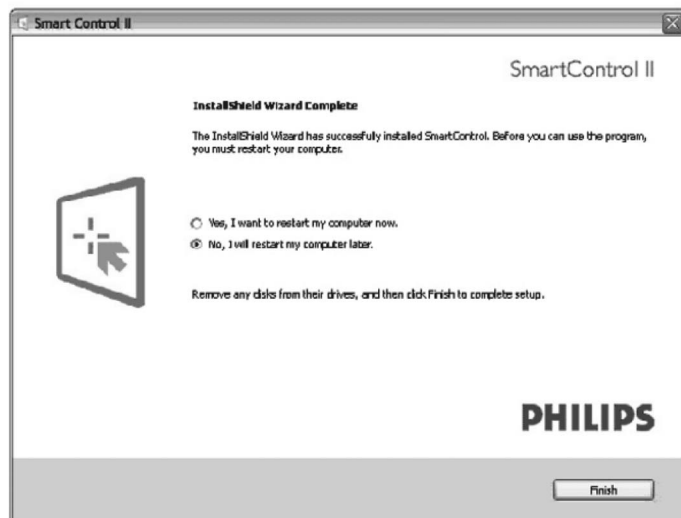 Smart Control II
SmartControl II
InstallShield Wizard Complete
The InstallShield Wizard has successfully installed SmartControl. Before you can use the program,
you must restart your computer.
Yes, I want to restart my computer now.
No, I will restart my computer later.
Remove any disks from their drives, and then click Finish to complete setup.
PHILIPS
Finish